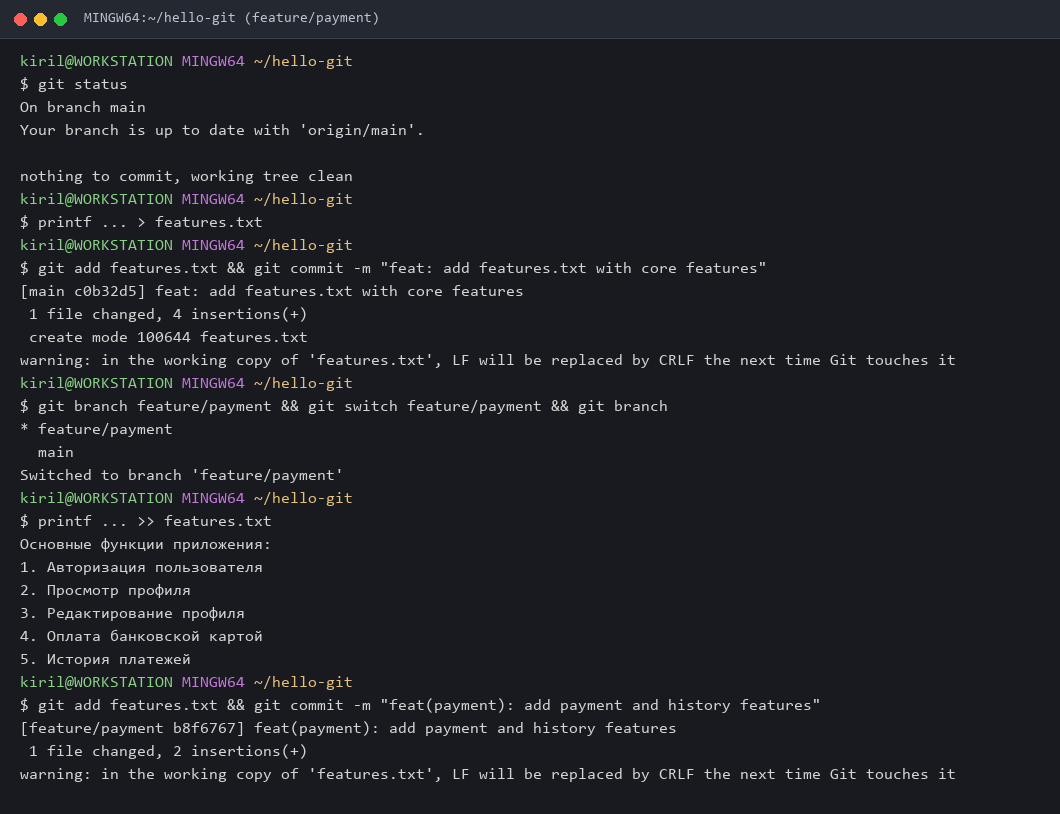 MINGW64:~/hello-git (feature/payment)
kiril@WORKSTATION MINGW64 ~/hello-git
$ git status
On branch main
Your branch is up to date with 'origin/main'.
nothing to commit, working tree clean
kiril@WORKSTATION MINGW64 ~/hello-git
$ printf ... > features.txt
kiril@WORKSTATION MINGW64 ~/hello-git
$ git add features.txt && git commit -m "feat: add features.txt with core features"
[main c0b32d5] feat: add features.txt with core features
 1 file changed, 4 insertions(+)
 create mode 100644 features.txt
warning: in the working copy of 'features.txt', LF will be replaced by CRLF the next time Git touches it
kiril@WORKSTATION MINGW64 ~/hello-git
$ git branch feature/payment && git switch feature/payment && git branch
* feature/payment
  main
Switched to branch 'feature/payment'
kiril@WORKSTATION MINGW64 ~/hello-git
$ printf ... >> features.txt
Основные функции приложения:
1. Авторизация пользователя
2. Просмотр профиля
3. Редактирование профиля
4. Оплата банковской картой
5. История платежей
kiril@WORKSTATION MINGW64 ~/hello-git
$ git add features.txt && git commit -m "feat(payment): add payment and history features"
[feature/payment b8f6767] feat(payment): add payment and history features
 1 file changed, 2 insertions(+)
warning: in the working copy of 'features.txt', LF will be replaced by CRLF the next time Git touches it